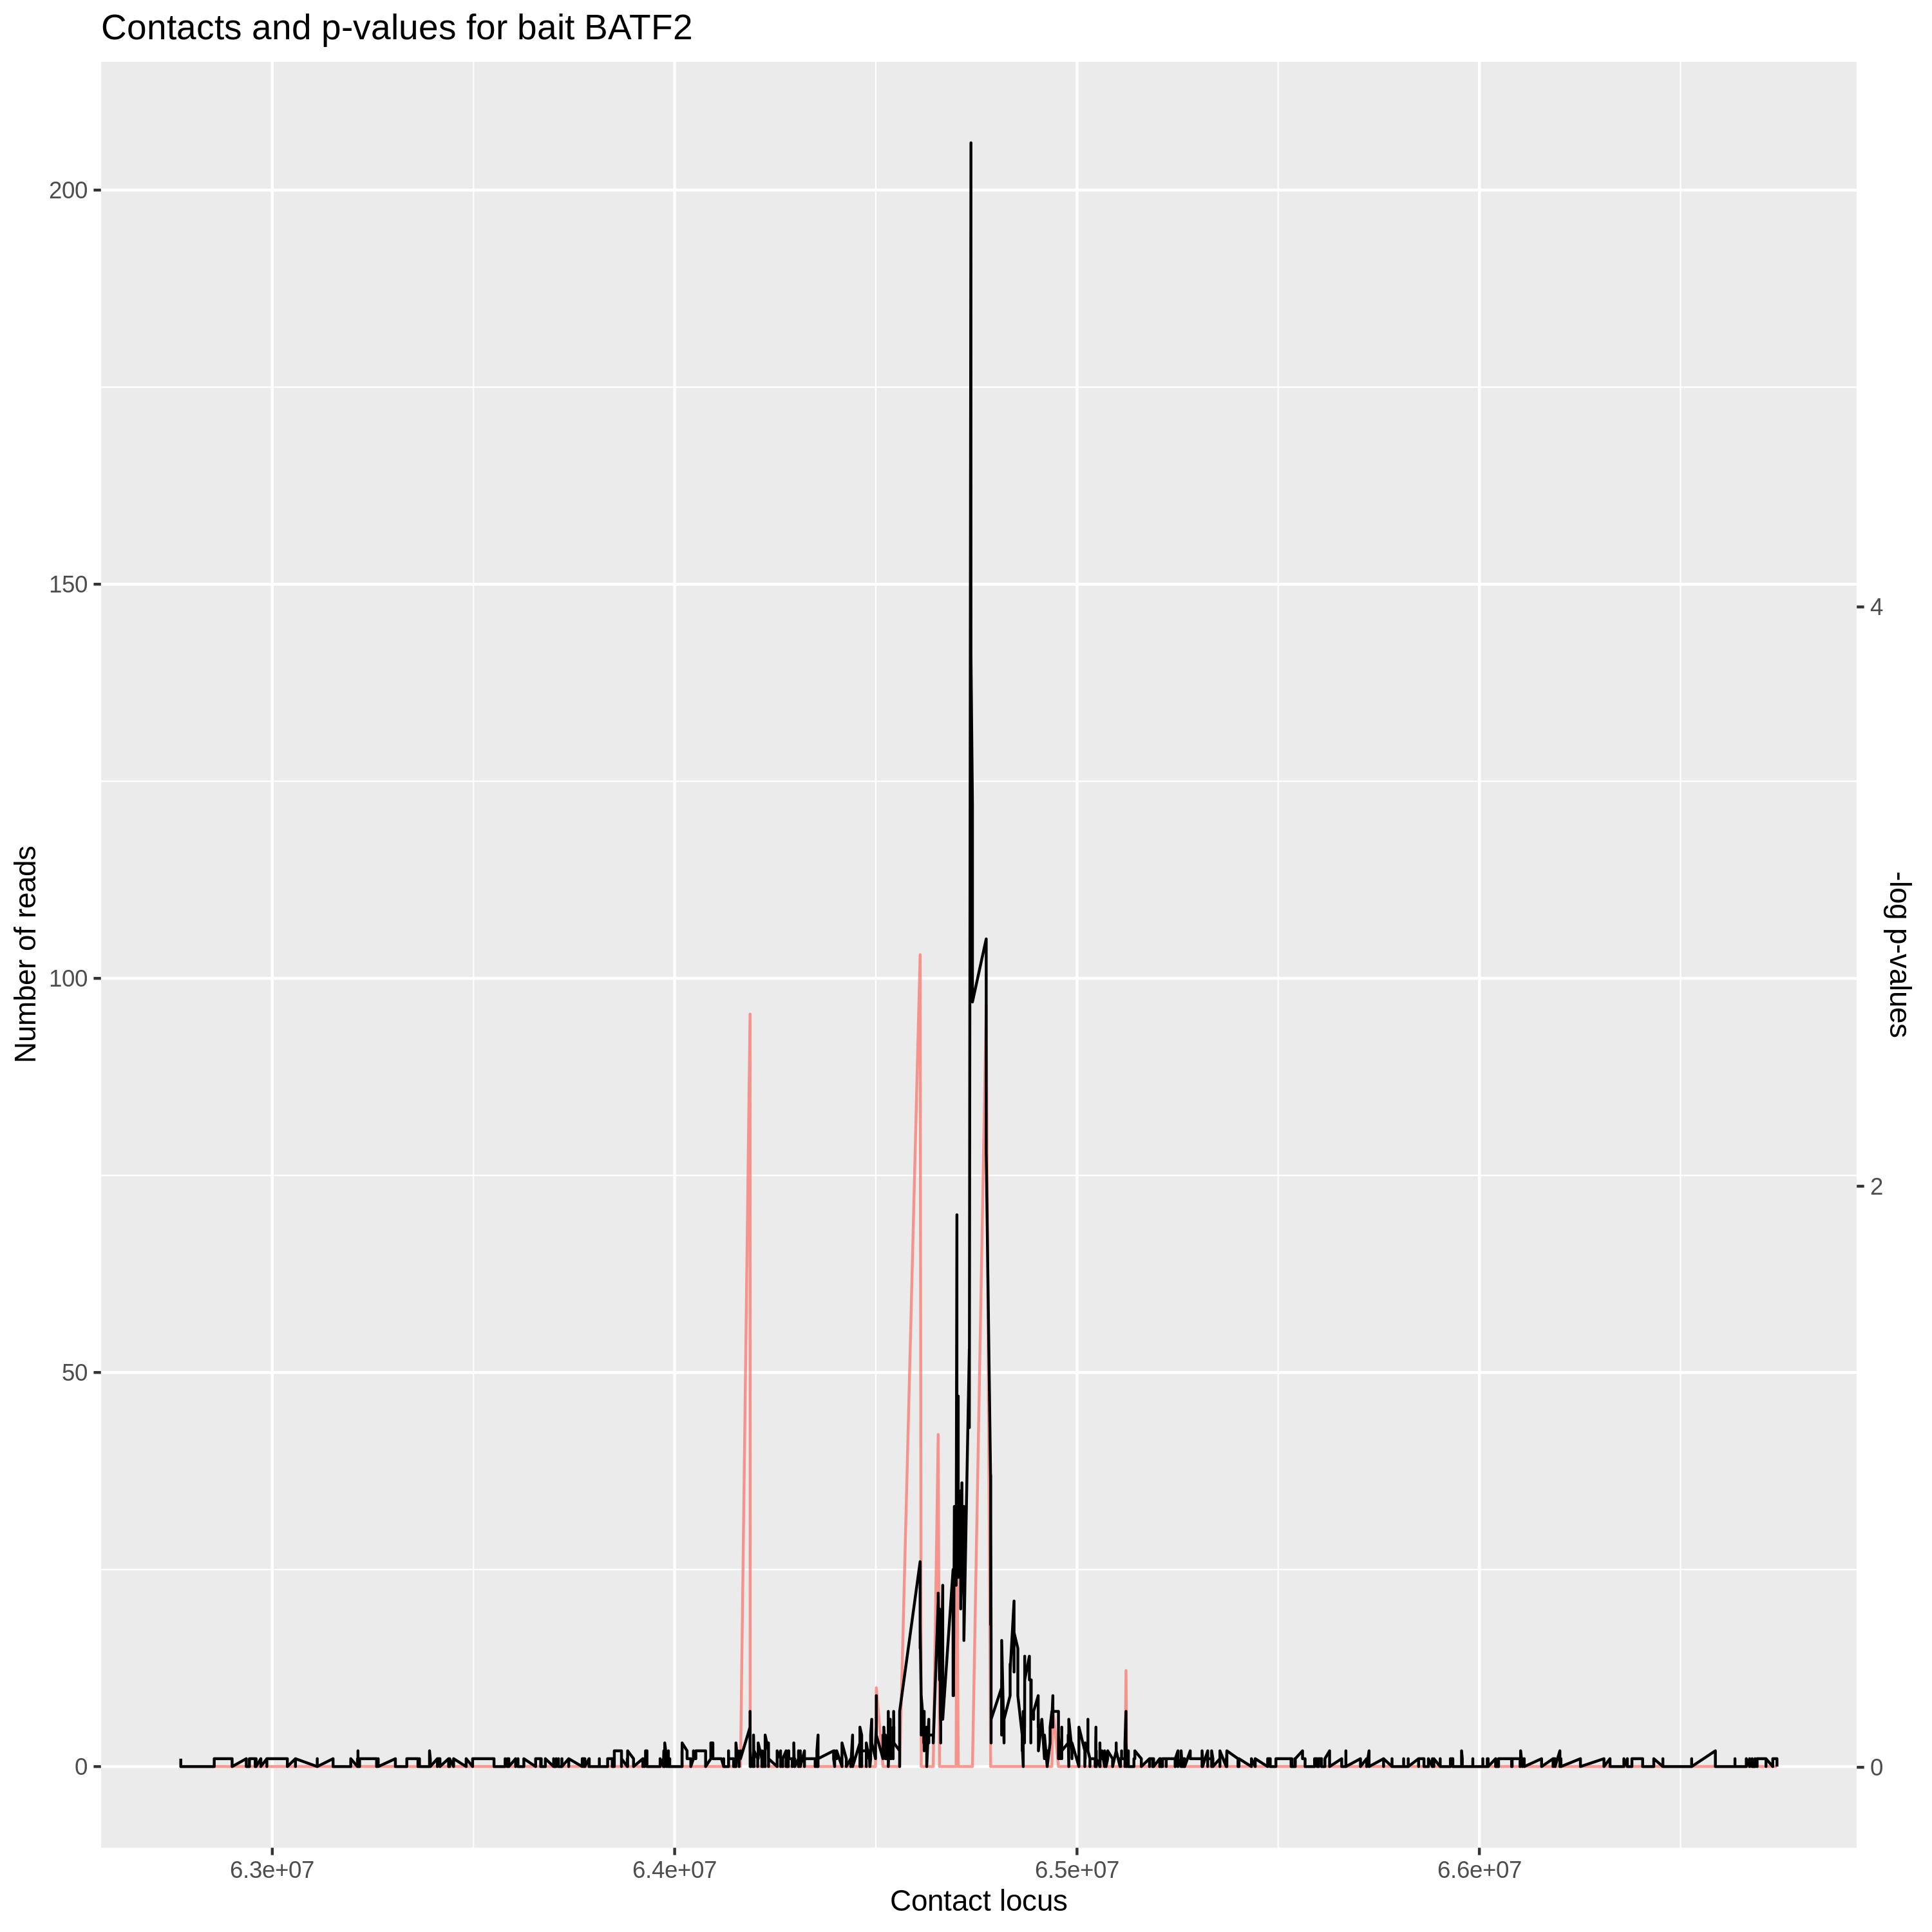 Contacts and p-values for bait BATF2
200
150
100
50
0
Number of reads
4
2
0
-log p-values
6.3e+07
6.4e+07
6.5e+07
6.6e+07
Contact locus